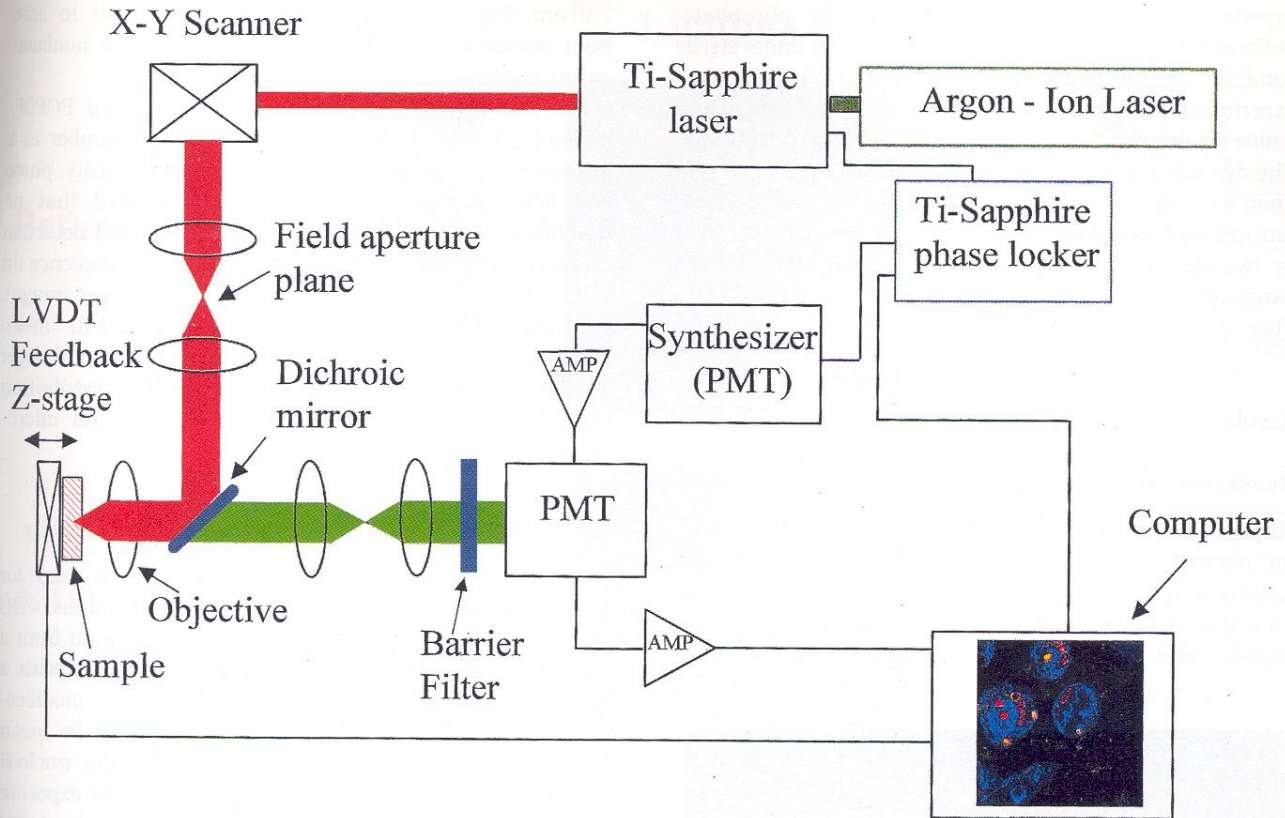 X-Y Scanner
Ti-Sapphire
laser
Argon - Ion Laser
Ti-Sapphire
phase locker
Field aperture
plane
LVDT
Feedback
Z-stage
Dichroic
mirror
AMP
Synthesizer
(PMT)
PMT
Computer
Objective
Sample
Barrier
Filter
AMP